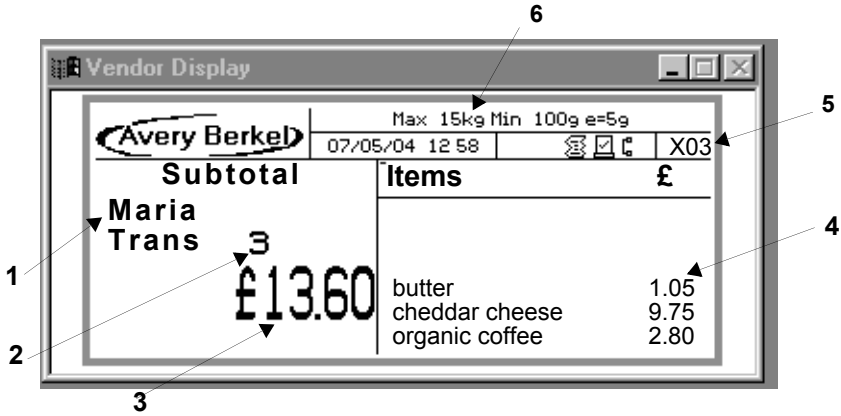 6
Vendor Display
Avery Berkel
Max 15kg Min 100g e=5g
5
07/05/04 12 58
X03
Subtotal
Items £
Maria
Trans 3
4
1
£13.60
butter 1.05
cheddar cheese 9.75
organic coffee 2.80
2
3